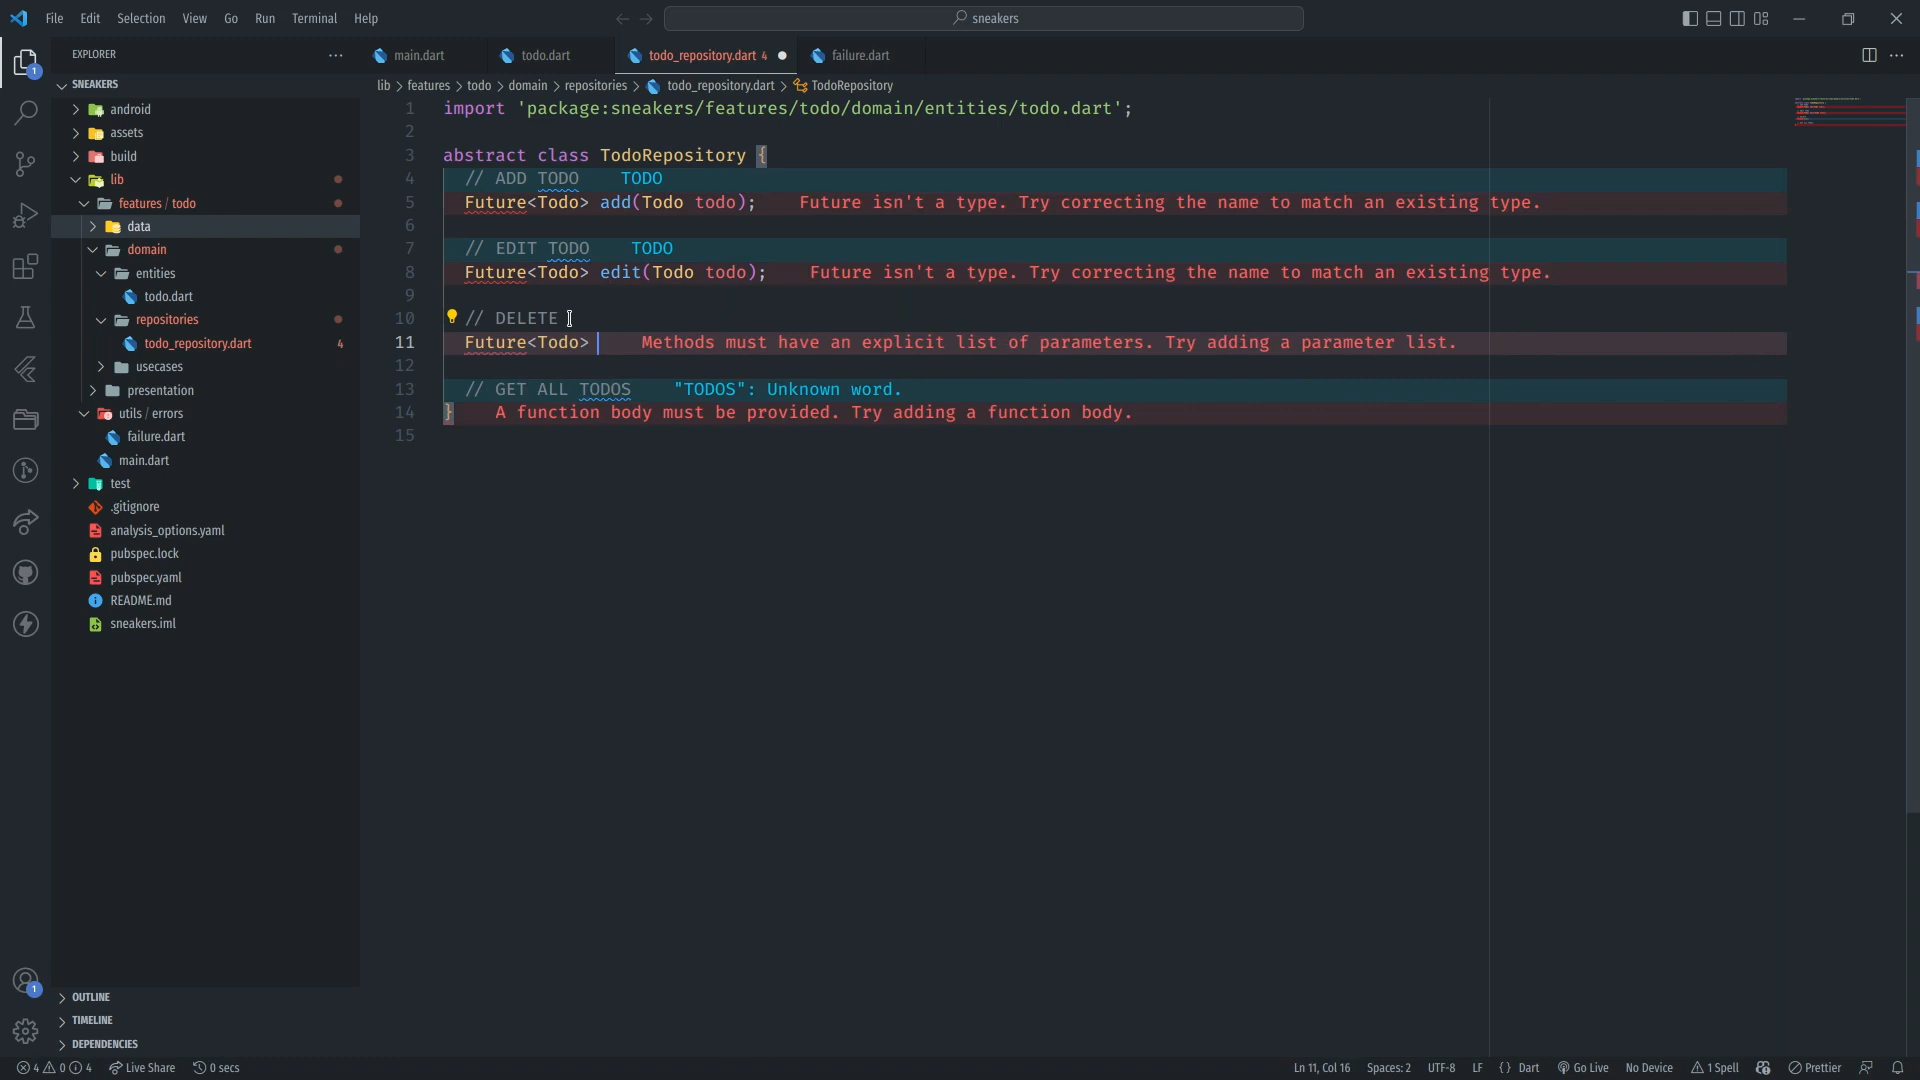 File Edit Selection View Go Run Terminal Help
sneakers
EXPLORER
main.dart todo.dart todo_repository.dart 4 failure.dart
SNEAKERS
lib > features > todo > domain > repositories > todo_repository.dart > TodoRepository
android
assets
build
lib
features / todo
data
domain
entities
todo.dart
repositories
todo_repository.dart 4
usecases
presentation
utils / errors
failure.dart
main.dart
test
.gitignore
analysis_options.yaml
pubspec.lock
pubspec.yaml
README.md
sneakers.iml
OUTLINE
TIMELINE
DEPENDENCIES
1
1
1 import 'package:sneakers/features/todo/domain/entities/todo.dart';
2
3 abstract class TodoRepository {
4 // ADD TODO TODO
5 Future<Todo> add(Todo todo); Future isn't a type. Try correcting the name to match an existing type.
6
7 // EDIT TODO TODO
8 Future<Todo> edit(Todo todo); Future isn't a type. Try correcting the name to match an existing type.
9
10 // DELETE
11 Future<Todo> Methods must have an explicit list of parameters. Try adding a parameter list.
12
13 // GET ALL TODOS "TODOS": Unknown word.
14 } A function body must be provided. Try adding a function body.
15
4 0 4 Live Share 0 secs
Ln 11, Col 16 Spaces: 2 UTF-8 LF { } Dart Go Live No Device 1 Spell Prettier